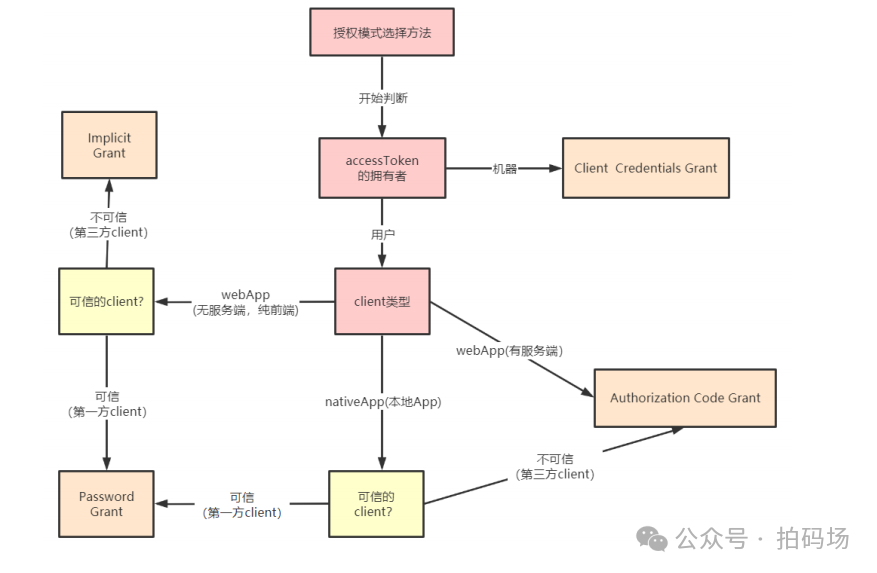 授权模式选择方法
开始判断
Implicit
Grant
accessToken
的拥有者
机器
Client Credentials Grant
不可信
(第三方client)
用户
可信的client?
webApp
(无服务端，纯前端)
client类型
webApp(有服务端)
可信
(第一方client)
nativeApp(本地App)
Authorization Code Grant
不可信
(第三方client)
Password
Grant
可信
(第一方client)
可信的
client?
公众号 · 拍码场